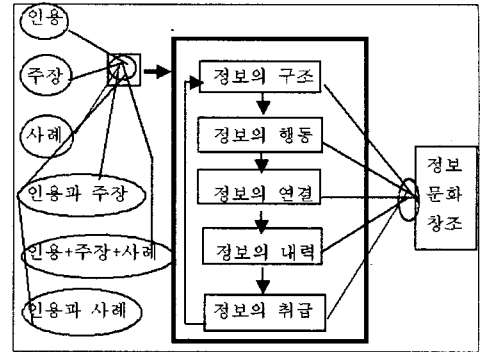 인용
주장
사례
인용과 주장
인용+주장+사례
인용과 사례
정보의 구조
정보의 행동
정보의 연결
정보의 내력
정보의 취급
정보
문화
창조